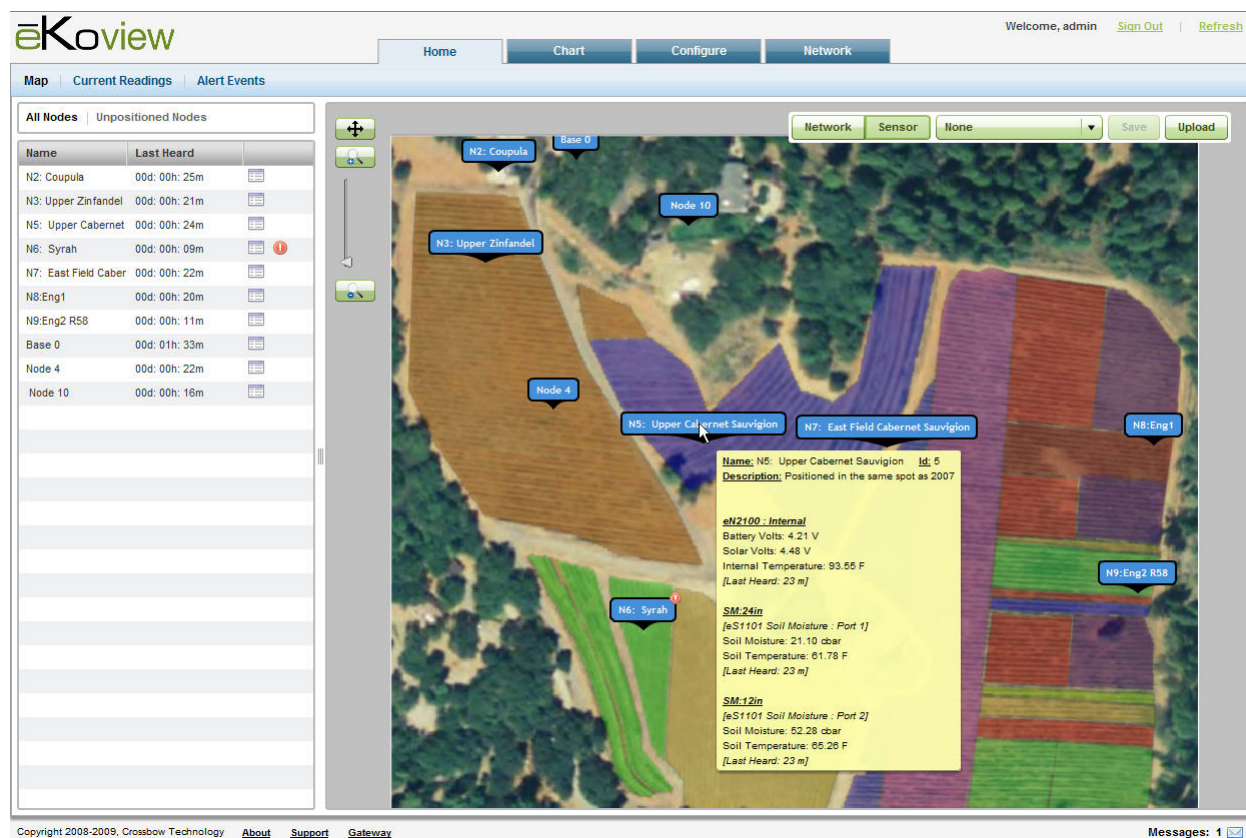 ēKoview
Welcome, admin Sign Out | Refresh
Home Chart Configure Network
Map Current Readings Alert Events
All Nodes | Unpositioned Nodes
Name Last Heard
N2: Coupula 00d: 00h: 25m
N3: Upper Zinfandel 00d: 00h: 21m
N5: Upper Cabernet 00d: 00h: 24m
N6: Syrah 00d: 00h: 09m
N7: East Field Caber 00d: 00h: 22m
N8:Eng1 00d: 00h: 20m
N9:Eng2 R58 00d: 00h: 11m
Base 0 00d: 01h: 33m
Node 4 00d: 00h: 22m
Node 10 00d: 00h: 16m
Network Sensor None Save Upload
Base 0
N2: Coupula
Node 10
N3: Upper Zinfandel
Node 4
N5: Upper Cabernet Sauvigion
N7: East Field Cabernet Sauvigion
N8:Eng1
Name: N5: Upper Cabernet Sauvigion Id: 5
Description: Positioned in the same spot as 2007
eN2100 : Internal
Battery Volts: 4.21 V
Solar Volts: 4.48 V
Internal Temperature: 93.55 F
[Last Heard: 23 m]
N9:Eng2 R58
N6: Syrah
SM:24in
[eS1101 Soil Moisture : Port 1]
Soil Moisture: 21.10 cbar
Soil Temperature: 61.78 F
[Last Heard: 23 m]
SM:12in
[eS1101 Soil Moisture : Port 2]
Soil Moisture: 52.28 cbar
Soil Temperature: 65.26 F
[Last Heard: 23 m]
Copyright 2008-2009, Crossbow Technology About Support Gateway
Messages: 1